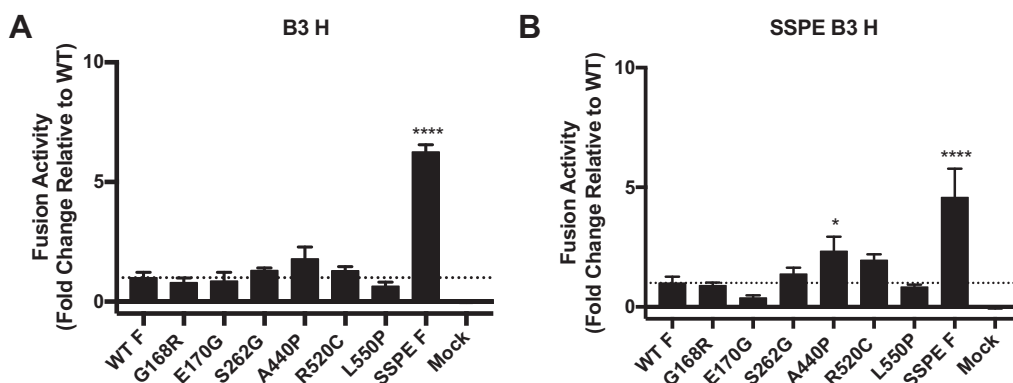 A
B3 H
Fusion Activity
(Fold Change Relative to WT)
10
5
0
****
WT F
G168R
E170G
S262G
A440P
R520C
L550P
SSPE F
Mock
B
SSPE B3 H
Fusion Activity
(Fold Change Relative to WT)
10
5
0
*
****
WT F
G168R
E170G
S262G
A440P
R520C
L550P
SSPE F
Mock